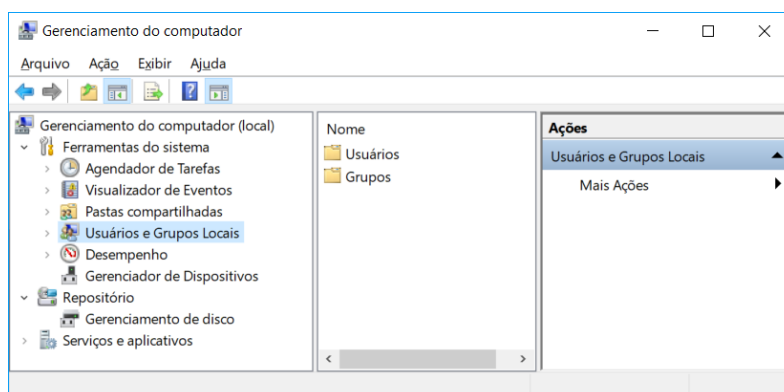 Gerenciamento do computador
Arquivo Ação Exibir Ajuda
Gerenciamento do computador (local)
Ferramentas do sistema
Agendador de Tarefas
Visualizador de Eventos
Pastas compartilhadas
Usuários e Grupos Locais
Desempenho
Gerenciador de Dispositivos
Repositório
Gerenciamento de disco
Serviços e aplicativos
Nome
Usuários
Grupos
Ações
Usuários e Grupos Locais
Mais Ações